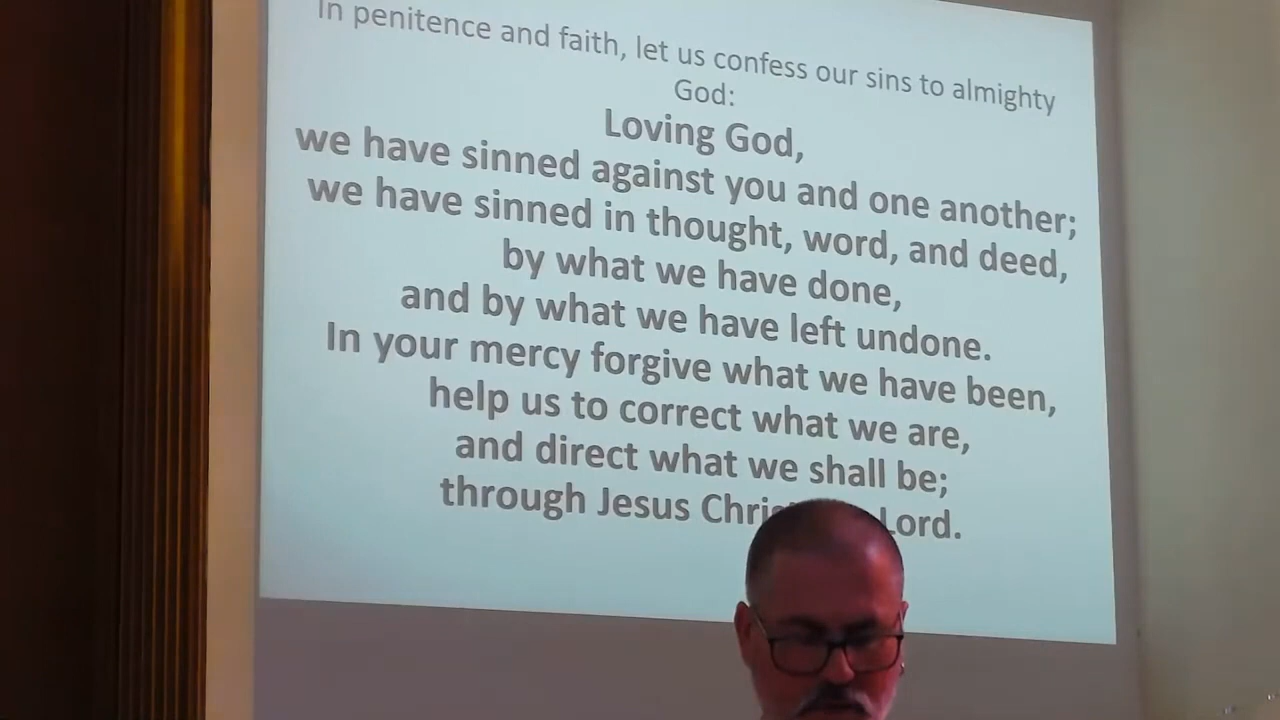 In penitence and faith, let us confess our sins to almighty
God:
Loving God,
we have sinned against you and one another;
we have sinned in thought, word, and deed,
by what we have done,
and by what we have left undone.
In your mercy forgive what we have been,
help us to correct what we are,
and direct what we shall be;
through Jesus Lord.